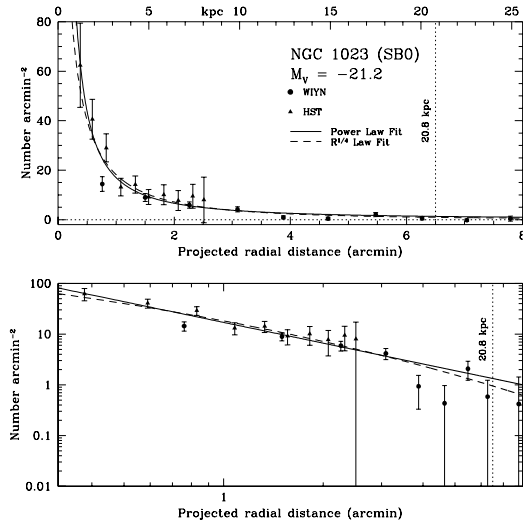 0 5 kpc 10 15 20 25
80
60
40
20
0
Number arcmin⁻²
NGC 1023 (SB0)
M_V = −21.2
WIYN
HST
Power Law Fit
R^1/4 Law Fit
20.8 kpc
0 2 4 6 8
Projected radial distance (arcmin)
100
10
1
0.1
0.01
Number arcmin⁻²
20.8 kpc
1
Projected radial distance (arcmin)